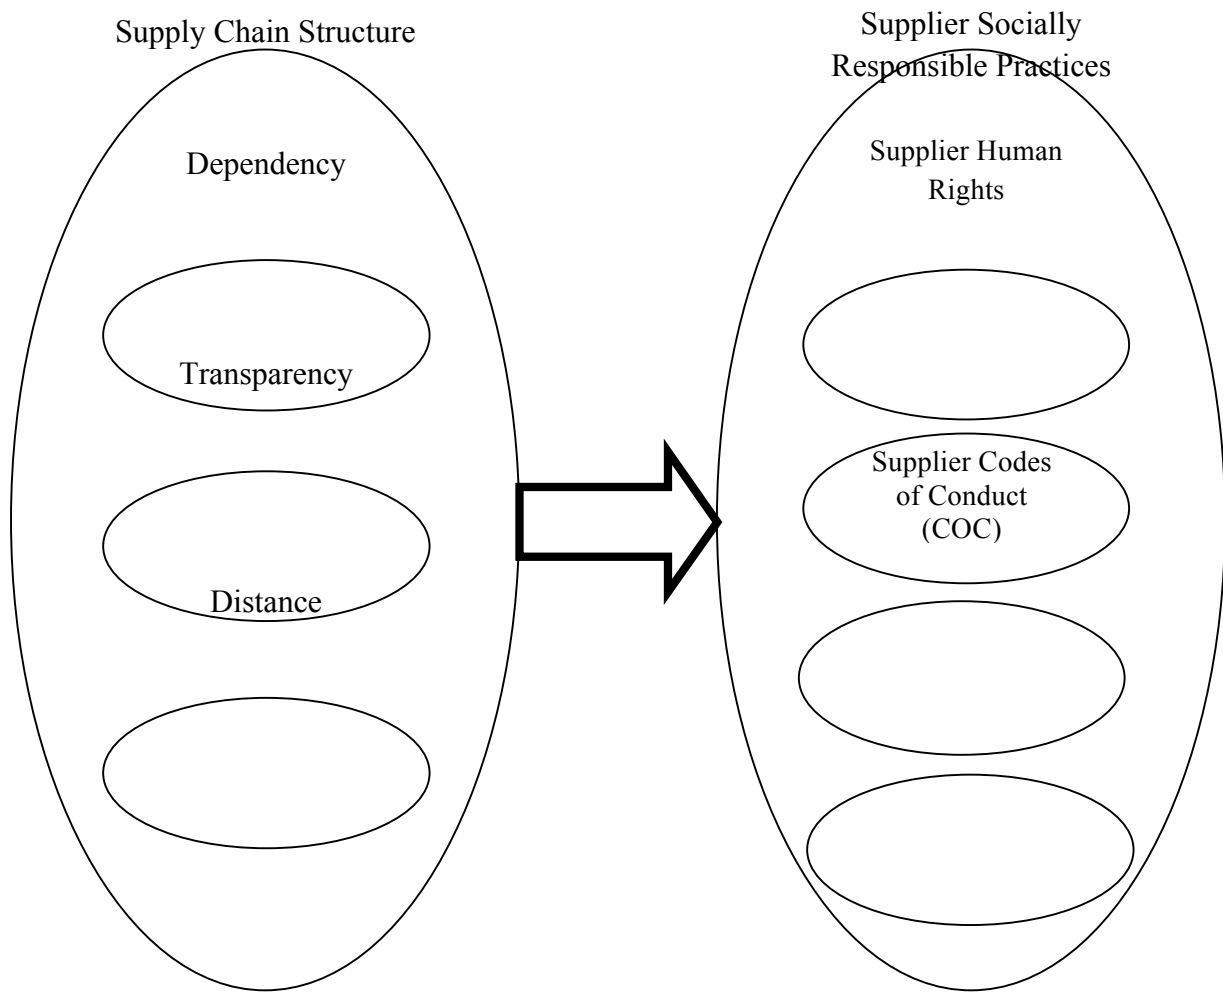 Supply Chain Structure
Dependency
Transparency
Distance
Supplier Socially
Responsible Practices
Supplier Human
Rights
Supplier Codes
of Conduct
(COC)